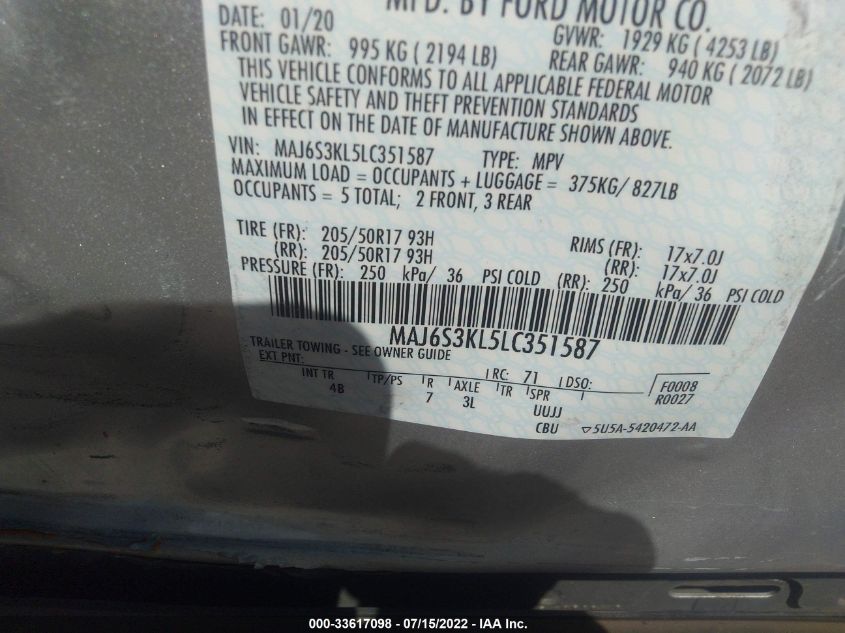 MFD. BY FORD MOTOR CO.
DATE: 01/20 GVWR: 1929 KG ( 4253 LB)
FRONT GAWR: 995 KG ( 2194 LB) REAR GAWR: 940 KG ( 2072 LB)
THIS VEHICLE CONFORMS TO ALL APPLICABLE FEDERAL MOTOR
VEHICLE SAFETY AND THEFT PREVENTION STANDARDS
IN EFFECT ON THE DATE OF MANUFACTURE SHOWN ABOVE.
VIN: MAJ6S3KL5LC351587 TYPE: MPV
MAXIMUM LOAD = OCCUPANTS + LUGGAGE = 375KG/ 827LB
OCCUPANTS = 5 TOTAL; 2 FRONT, 3 REAR
TIRE (FR): 205/50R17 93H RIMS (FR): 17x7.0J
(RR): 205/50R17 93H (RR): 17x7.0J
PRESSURE (FR): 250 kPa/ 36 PSI COLD (RR): 250 kPa/ 36 PSI COLD
MAJ6S3KL5LC351587
TRAILER TOWING - SEE OWNER GUIDE
EXT PNT: RC: 71 DSO: F0008
INT TR TP/PS R AXLE TR SPR R0027
4B 7 3L UUJJ
CBU 5U5A-5420472-AA
000-33617098 - 07/15/2022 - IAA Inc.